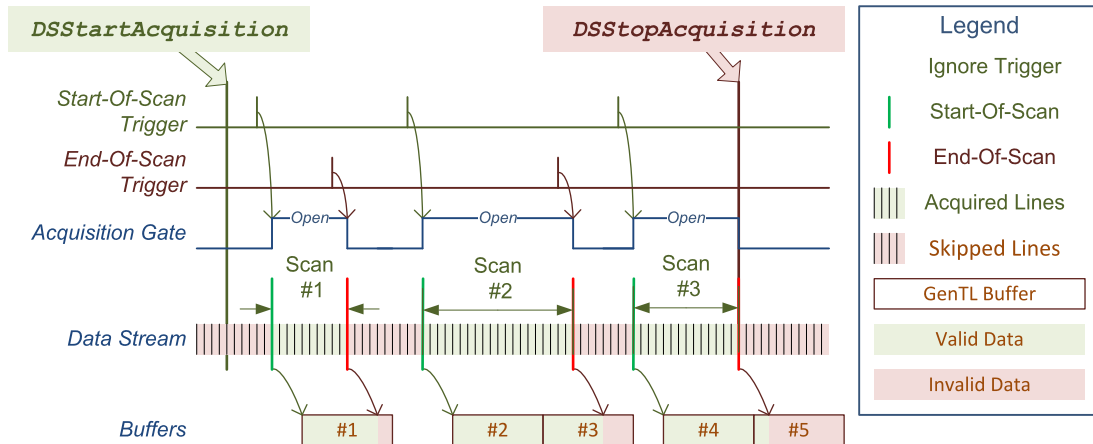 DSStartAcquisition
DSStopAcquisition
Start-Of-Scan
Trigger
End-Of-Scan
Trigger
Acquisition Gate
Open
Open
Open
Scan
#1
Scan
#2
Scan
#3
Data Stream
Buffers
#1
#2
#3
#4
#5
Legend
Ignore Trigger
Start-Of-Scan
End-Of-Scan
Acquired Lines
Skipped Lines
GenTL Buffer
Valid Data
Invalid Data